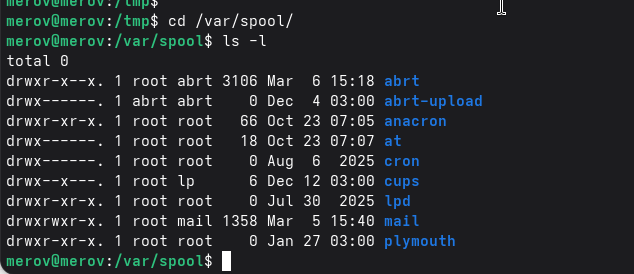 merov@merov:/tmp$
merov@merov:/tmp$ cd /var/spool/
merov@merov:/var/spool$ ls -l
total 0
drwxr-x--x. 1 root abrt 3106 Mar  6 15:18 abrt
drwx------. 1 abrt abrt    0 Dec  4 03:00 abrt-upload
drwxr-xr-x. 1 root root   66 Oct 23 07:05 anacron
drwx------. 1 root root   18 Oct 23 07:07 at
drwx------. 1 root root    0 Aug  6  2025 cron
drwx--x---. 1 root lp      6 Dec 12 03:00 cups
drwxr-xr-x. 1 root root    0 Jul 30  2025 lpd
drwxrwxr-x. 1 root mail 1358 Mar  5 15:40 mail
drwxr-xr-x. 1 root root    0 Jan 27 03:00 plymouth
merov@merov:/var/spool$